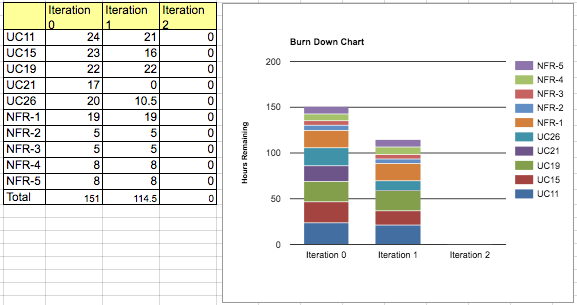 Iteration 0 Iteration 1 Iteration 2
UC11 24 21 0
UC15 23 16 0
UC19 22 22 0
UC21 17 0 0
UC26 20 10.5 0
NFR-1 19 19 0
NFR-2 5 5 0
NFR-3 5 5 0
NFR-4 8 8 0
NFR-5 8 8 0
Total 151 114.5 0
Burn Down Chart
Hours Remaining
200
150
100
50
0
Iteration 0 Iteration 1 Iteration 2
NFR-5
NFR-4
NFR-3
NFR-2
NFR-1
UC26
UC21
UC19
UC15
UC11